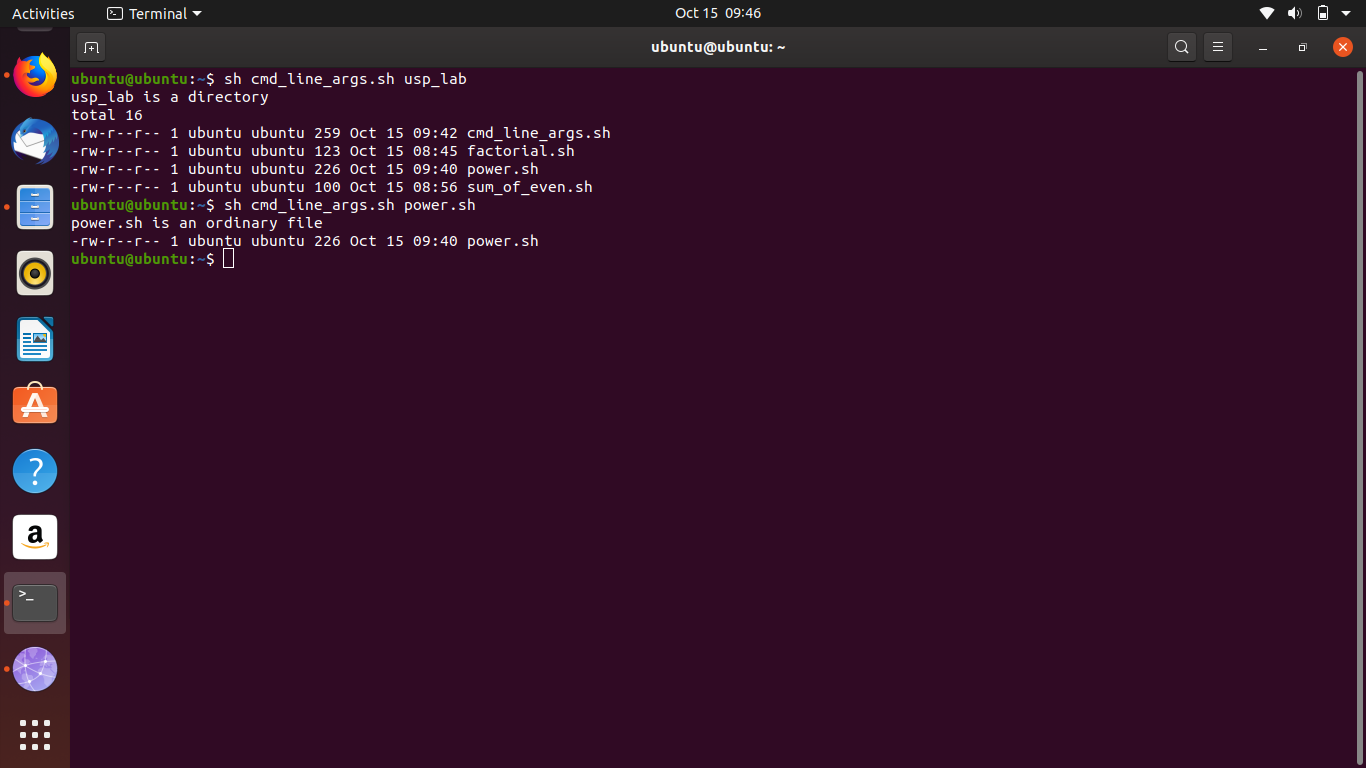 Activities
Terminal
Oct 15 09:46
ubuntu@ubuntu: ~
ubuntu@ubuntu:~$ sh cmd_line_args.sh usp_lab
usp_lab is a directory
total 16
-rw-r--r-- 1 ubuntu ubuntu 259 Oct 15 09:42 cmd_line_args.sh
-rw-r--r-- 1 ubuntu ubuntu 123 Oct 15 08:45 factorial.sh
-rw-r--r-- 1 ubuntu ubuntu 226 Oct 15 09:40 power.sh
-rw-r--r-- 1 ubuntu ubuntu 100 Oct 15 08:56 sum_of_even.sh
ubuntu@ubuntu:~$ sh cmd_line_args.sh power.sh
power.sh is an ordinary file
-rw-r--r-- 1 ubuntu ubuntu 226 Oct 15 09:40 power.sh
ubuntu@ubuntu:~$